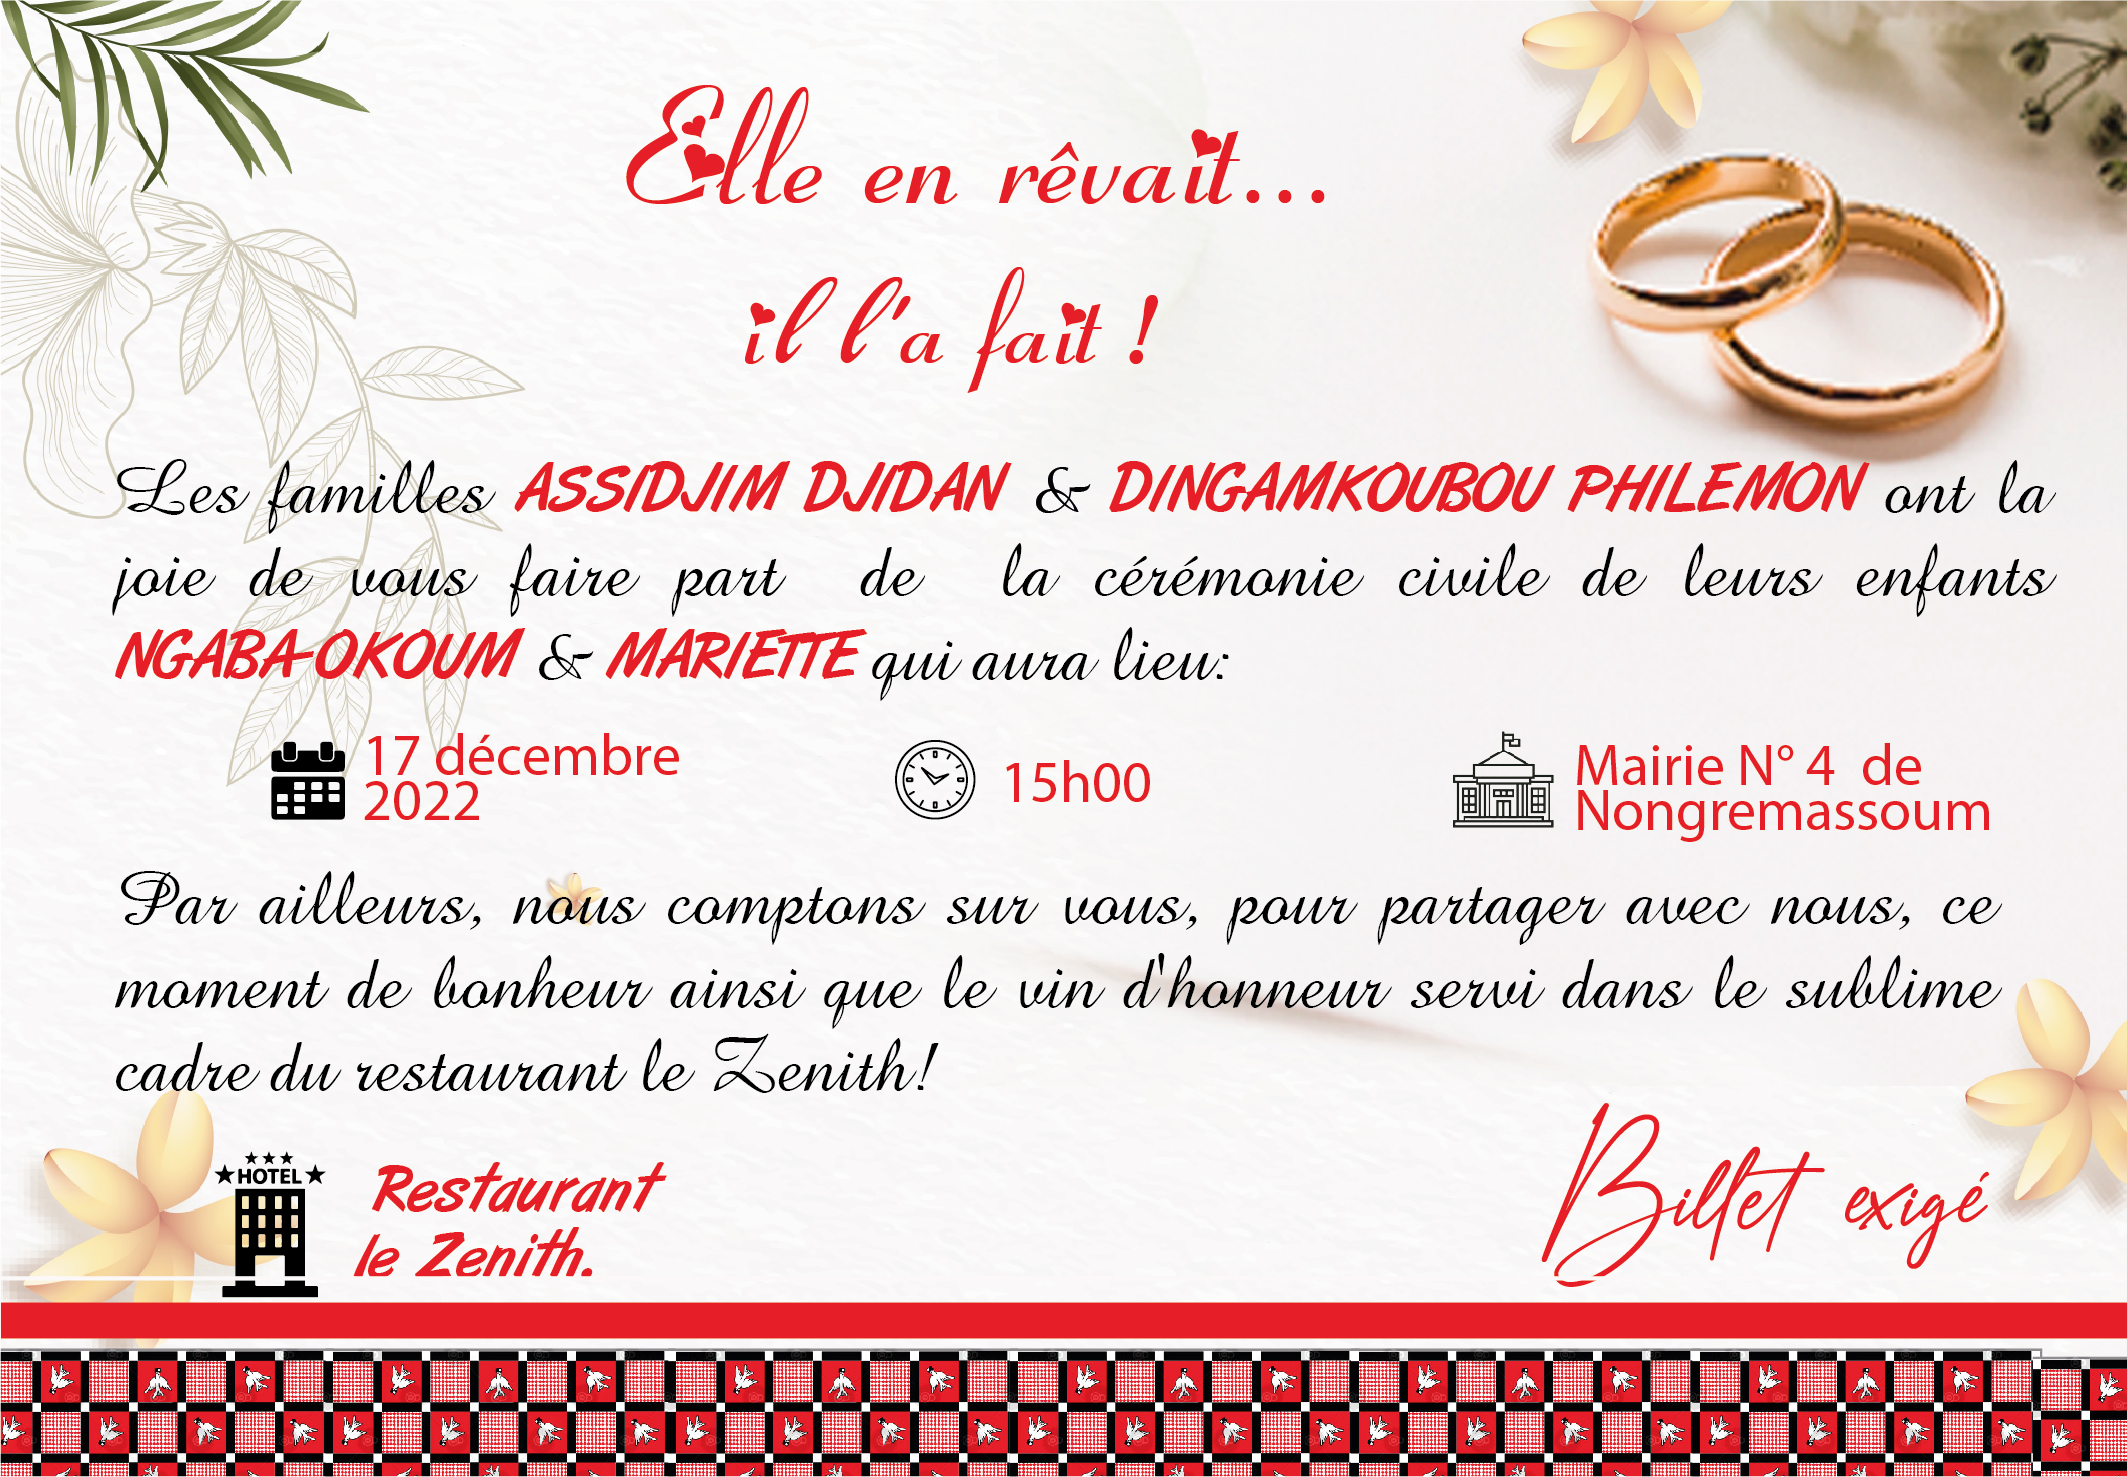 Elle en rêvait...
il l'a fait !
Les familles ASSIDJIM DJIDAN & DINGAMKOUBOU PHILEMON ont la
joie de vous faire part de la cérémonie civile de leurs enfants
NGABA-OKOUM & MARIETTE qui aura lieu:
17 décembre
2022
15h00
Mairie N° 4 de
Nongremassoum
Par ailleurs, nous comptons sur vous, pour partager avec nous, ce
moment de bonheur ainsi que le vin d'honneur servi dans le sublime
cadre du restaurant le Zenith!
HOTEL
Restaurant
le Zenith.
Billet exigé